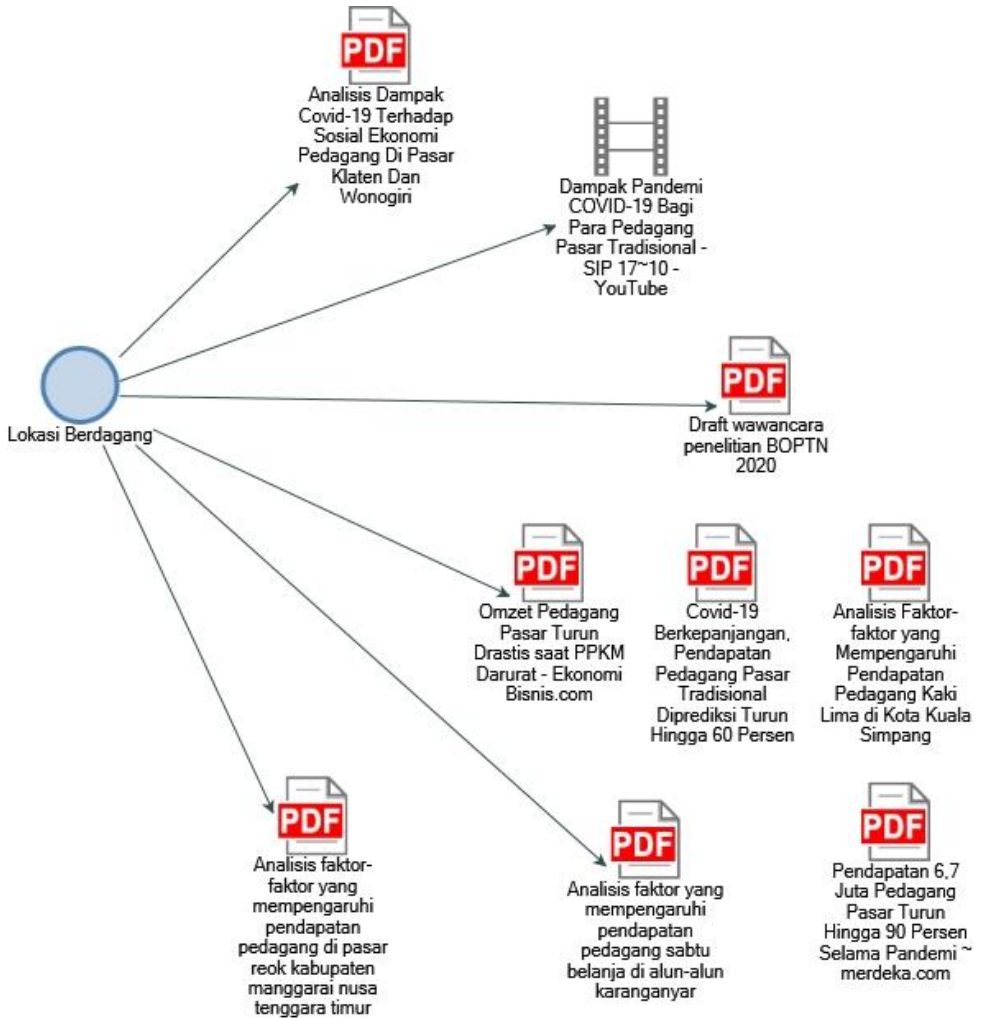 PDF
Analisis Dampak
Covid-19 Terhadap
Sosial Ekonomi
Pedagang Di Pasar
Klaten Dan
Wonogiri
Dampak Pandemi
COVID-19 Bagi
Para Pedagang
Pasar Tradisional -
SIP 17~10 -
YouTube
Lokasi Berdagang
PDF
Draft wawancara
penelitian BOPTN
2020
PDF
Omzet Pedagang
Pasar Turun
Drastis saat PPKM
Darurat - Ekonomi
Bisnis.com
PDF
Covid-19
Berkepanjangan,
Pendapatan
Pedagang Pasar
Tradisional
Diprediksi Turun
Hingga 60 Persen
PDF
Analisis Faktor-
faktor yang
Mempengaruhi
Pendapatan
Pedagang Kaki
Lima di Kota Kuala
Simpang
PDF
Analisis faktor-
faktor yang
mempengaruhi
pendapatan
pedagang di pasar
reok kabupaten
manggarai nusa
tenggara timur
PDF
Analisis faktor yang
mempengaruhi
pendapatan
pedagang sabtu
belanja di alun-alun
karanganyar
PDF
Pendapatan 6,7
Juta Pedagang
Pasar Turun
Hingga 90 Persen
Selama Pandemi ~
merdeka.com